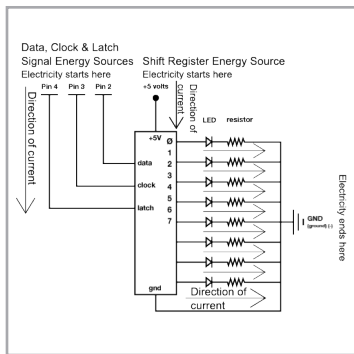 Data, Clock & Latch
Signal Energy Sources
Electricity starts here
Pin 4
Pin 3
Pin 2
Direction of current
Shift Register Energy Source
Electricity starts here
+5 volts
Direction of
current
LED
resistor
+5V
0
1
2
3
4
5
6
7
data
clock
latch
gnd
GND
(ground) (-)
Electricity ends here
Direction of
current